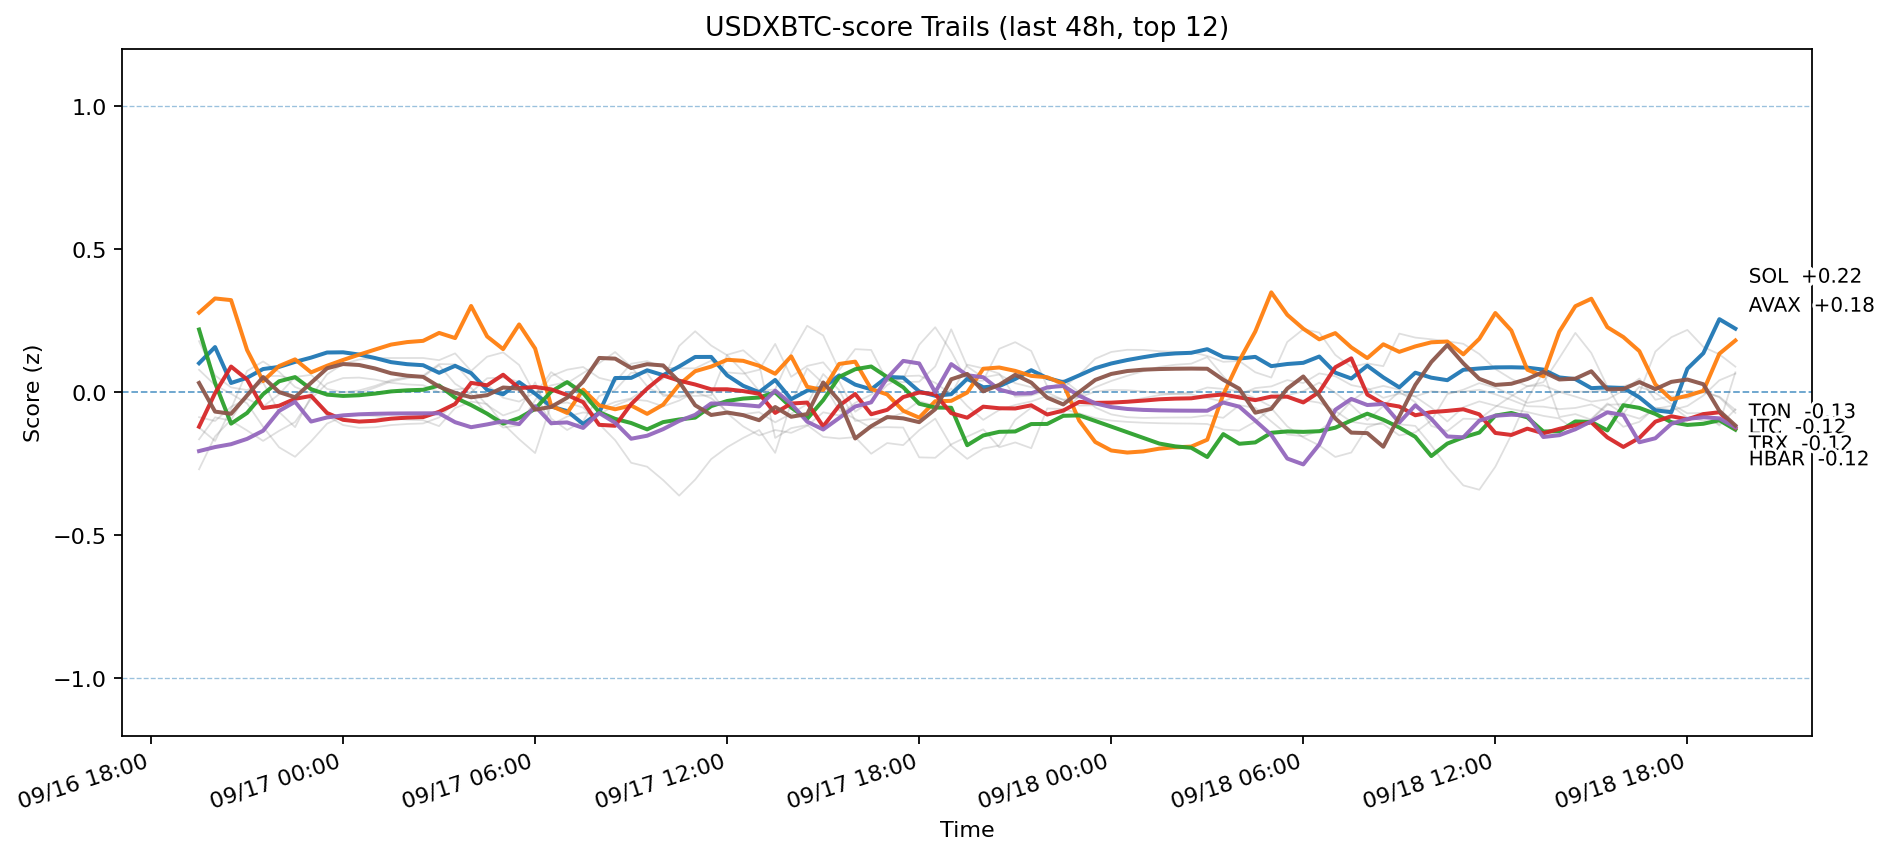 USDXBTC-score Trails (last 48h, top 12)
Score (z)
1.0
0.5
0.0
−0.5
−1.0
SOL +0.22
AVAX +0.18
TON -0.13
LTC -0.12
TRX -0.12
HBAR -0.12
09/16 18:00
09/17 00:00
09/17 06:00
09/17 12:00
09/17 18:00
09/18 00:00
09/18 06:00
09/18 12:00
09/18 18:00
Time